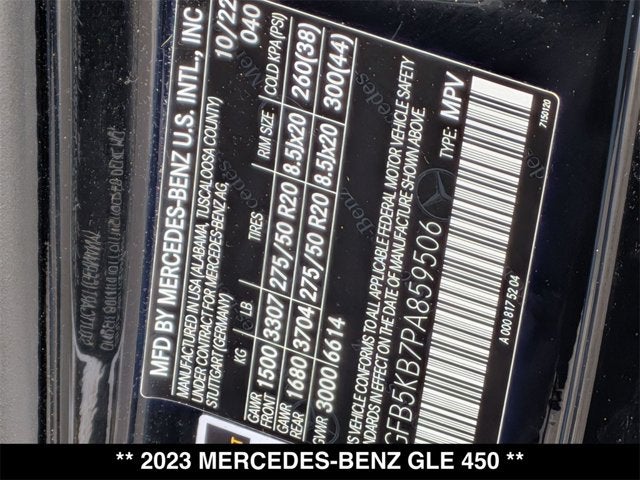 MFD BY MERCEDES-BENZ U.S. INTL., INC
10/22
MANUFACTURED IN USA (ALABAMA, TUSCALOOSA COUNTY)
040
UNDER CONTRACT FOR MERCEDES-BENZ AG,
STUTTGART (GERMANY)
KG LB. TIRES RIM SIZE COLD KPA(PSI)
GAWR
FRONT 1500 3307 275/50 R20 8.5Jx20 260(38)
GAWR
REAR 1680 3704 275/50 R20 8.5Jx20 300(44)
GVWR 3000 6614
VEHICLE CONFORMS TO ALL APPLICABLE FEDERAL MOTOR VEHICLE SAFETY
STANDARDS IN EFFECT ON THE DATE OF MANUFACTURE SHOWN ABOVE.
GFB5KB7PA859506 TYPE: MPV
A 000 817 52 04
7150120
** 2023 MERCEDES-BENZ GLE 450 **